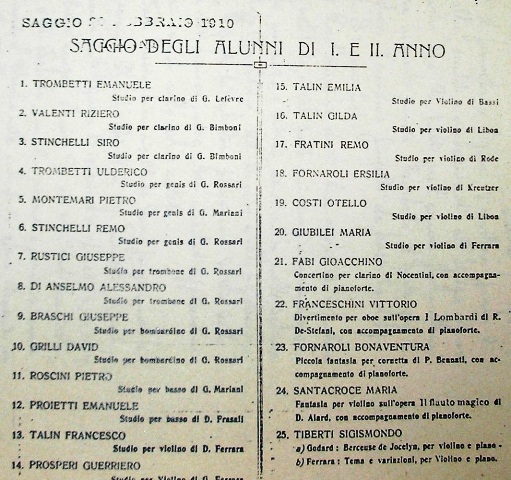 SAGGIO FEBBRAIO 1910
SAGGIO DEGLI ALUNNI DI I. E II. ANNO
1. TROMBETTI EMANUELE
Studio per clarino di G. Lefèvre
2. VALENTI RIZIERO
Studio per clarino di G. Bimboni
3. STINCHELLI SIRO
Studio per clarino di G. Bimboni
4. TROMBETTI ULDERICO
Studio per genis di G. Rossari
5. MONTEMARI PIETRO
Studio per genis di G. Mariani
6. STINCHELLI REMO
Studio per genis di G. Rossari
7. RUSTICI GIUSEPPE
Studio per trombone di G. Rossari
8. DI ANSELMO ALESSANDRO
Studio per trombone di G. Rossari
9. BRASCHI GIUSEPPE
Studio per bombardino di G. Rossari
10. GRILLI DAVID
Studio per bombardino di G. Rossari
11. ROSCINI PIETRO
Studio per basso di G. Mariani
12. PROIETTI EMANUELE
Studio per basso di D. Frasali
13. TALIN FRANCESCO
Studio per violino di D. Ferrara
14. PROSPERI GUERRIERO
Studio per Violino di G. Ferrara
15. TALIN EMILIA
Studio per Violino di Bassi
16. TALIN GILDA
Studio per violino di Libon
17. FRATINI REMO
Studio per violino di Rode
18. FORNAROLI ERSILIA
Studio per violino di Kreutzer
19. COSTI OTELLO
Studio per violino di Libon
20. GIUBILEI MARIA
Studio per violino di Ferrara
21. FABI GIOACCHINO
Concertino per clarino di Nocentini, con accompagna-
mento di pianoforte.
22. FRANCESCHINI VITTORIO
Divertimento per oboe sull'opera I Lombardi di R.
De-Stefani, con accompagnamento di pianoforte.
23. FORNAROLI BONAVENTURA
Piccola fantasia per cornetta di P. Bennati, con ac-
compagnamento di pianoforte.
24. SANTACROCE MARIA
Fantasia per violino sull'opera Il flauto magico di
D. Alard, con accompagnamento di pianoforte.
25. TIBERTI SIGISMONDO
a) Godard : Berceuse de Jocelyn, per violino e piano -
b) Ferrara : Tema e variazioni, per Violino e piano.